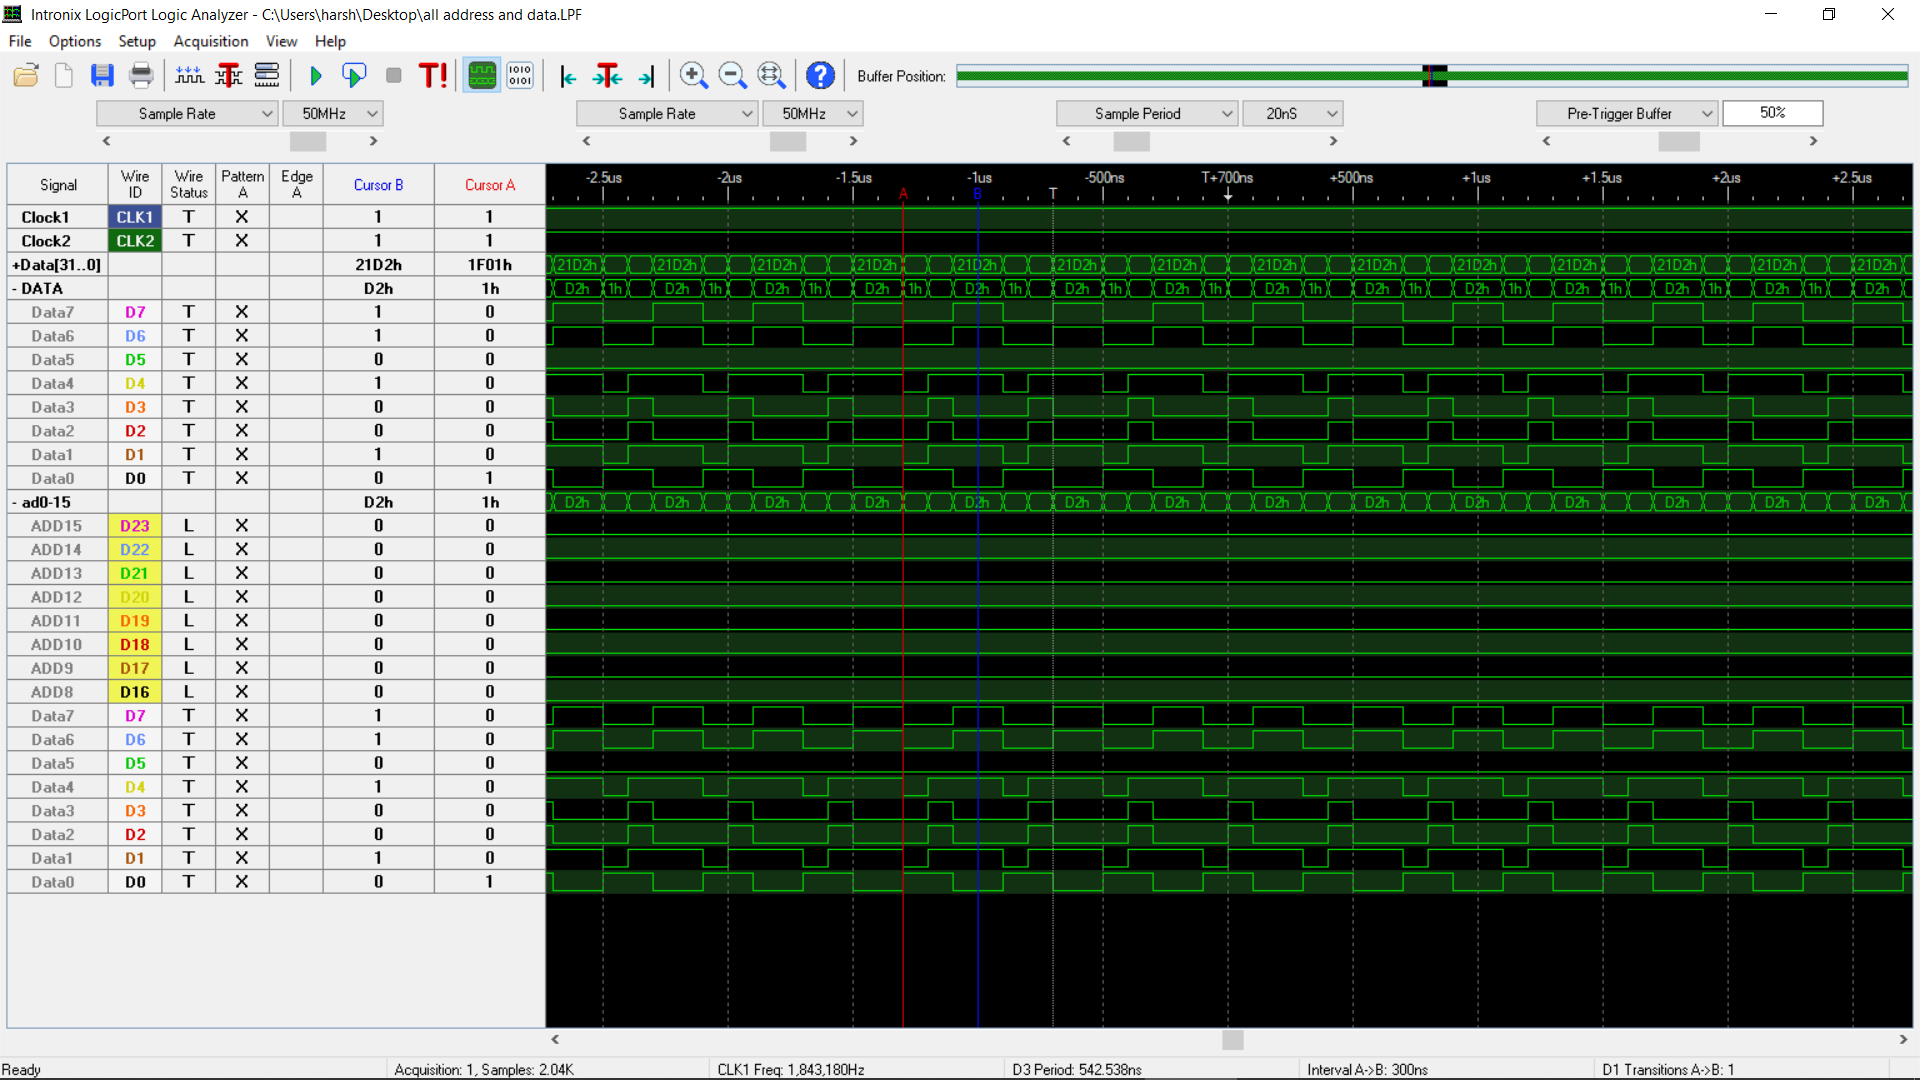 Intronix LogicPort Logic Analyzer - C:\Users\harsh\Desktop\all address and data.LPF
File Options Setup Acquisition View Help
T! 1010 0101 ? Buffer Position:
Sample Rate 50MHz Sample Rate 50MHz Sample Period 20nS Pre-Trigger Buffer 50%
Signal Wire ID Wire Status Pattern A Edge A Cursor B Cursor A
-2.5us -2us -1.5us -1us -500ns T+700ns +500ns +1us +1.5us +2us +2.5us
A B T
Clock1 CLK1 T X 1 1
Clock2 CLK2 T X 1 1
+Data[31..0] 21D2h 1F01h 21D2h 21D2h 21D2h 21D2h 21D2h 21D2h 21D2h 21D2h 21D2h 21D2h 21D2h 21D2h 21D2h 21D2h
- DATA D2h 1h D2h 1h D2h 1h D2h 1h D2h 1h D2h 1h D2h 1h D2h 1h D2h 1h D2h 1h D2h 1h D2h 1h D2h 1h D2h 1h D2h
Data7 D7 T X 1 0
Data6 D6 T X 1 0
Data5 D5 T X 0 0
Data4 D4 T X 1 0
Data3 D3 T X 0 0
Data2 D2 T X 0 0
Data1 D1 T X 1 0
Data0 D0 T X 0 1
- ad0-15 D2h 1h D2h D2h D2h D2h D2h D2h D2h D2h D2h D2h D2h D2h D2h D2h
ADD15 D23 L X 0 0
ADD14 D22 L X 0 0
ADD13 D21 L X 0 0
ADD12 D20 L X 0 0
ADD11 D19 L X 0 0
ADD10 D18 L X 0 0
ADD9 D17 L X 0 0
ADD8 D16 L X 0 0
Data7 D7 T X 1 0
Data6 D6 T X 1 0
Data5 D5 T X 0 0
Data4 D4 T X 1 0
Data3 D3 T X 0 0
Data2 D2 T X 0 0
Data1 D1 T X 1 0
Data0 D0 T X 0 1
Ready Acquisition: 1, Samples: 2.04K CLK1 Freq: 1,843,180Hz D3 Period: 542.538ns Interval A->B: 300ns D1 Transitions A->B: 1